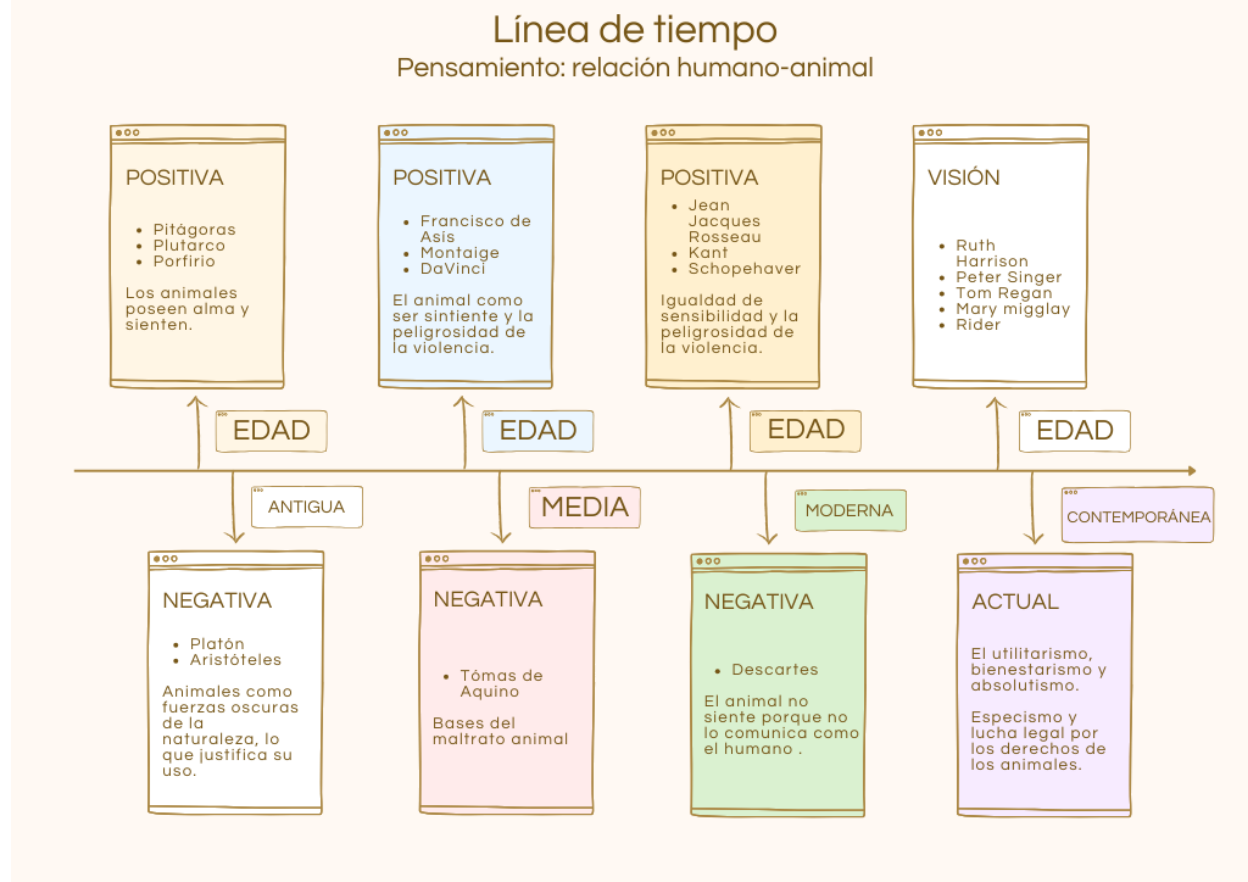 Línea de tiempo
Pensamiento: relación humano-animal
POSITIVA
• Pitágoras
• Plutarco
• Porfirio
Los animales
poseen alma y
sienten.
POSITIVA
• Francisco de
Asís
• Montaige
• DaVinci
El animal como
ser sintiente y la
peligrosidad de
la violencia.
POSITIVA
• Jean
Jacques
Rosseau
• Kant
• Schopehaver
Igualdad de
sensibilidad y la
peligrosidad de
la violencia.
VISIÓN
• Ruth
Harrison
• Peter Singer
• Tom Regan
• Mary migglay
• Rider
EDAD
EDAD
EDAD
EDAD
ANTIGUA
MEDIA
MODERNA
CONTEMPORÁNEA
NEGATIVA
• Platón
• Aristóteles
Animales como
fuerzas oscuras
de la
naturaleza, lo
que justifica su
uso.
NEGATIVA
• Tómas de
Aquino
Bases del
maltrato animal
NEGATIVA
• Descartes
El animal no
siente porque no
lo comunica como
el humano .
ACTUAL
El utilitarismo,
bienestarismo y
absolutismo.
Especismo y
lucha legal por
los derechos de
los animales.